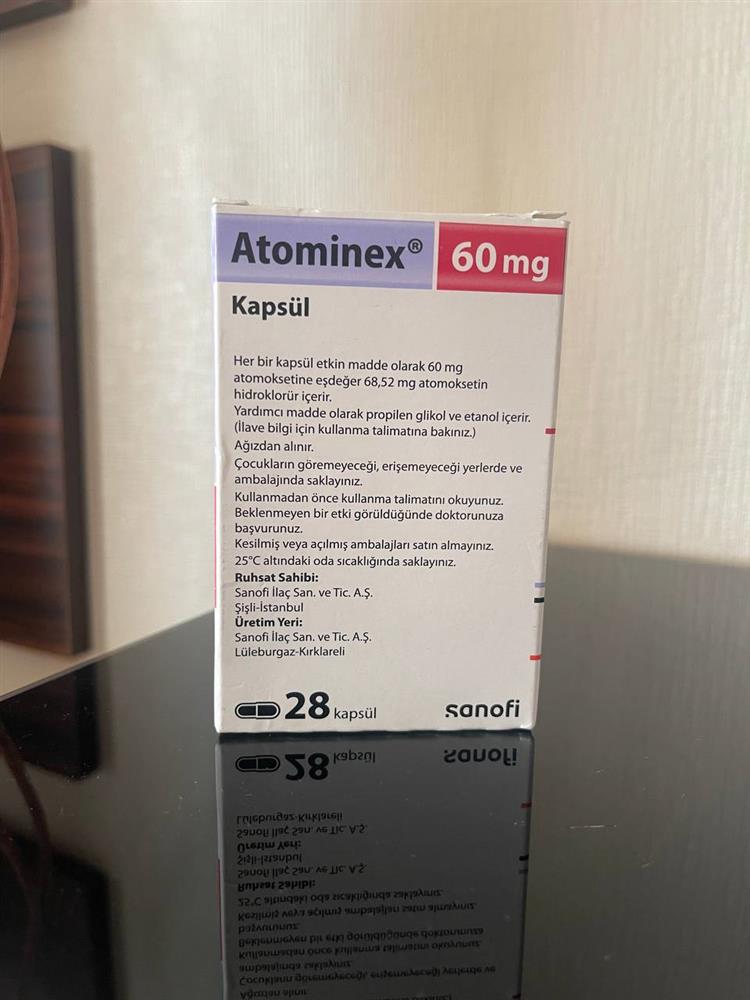 Atominex® 60 mg
Kapsül
Her bir kapsül etkin madde olarak 60 mg
atomoksetine eşdeğer 68,52 mg atomoksetin
hidroklorür içerir.
Yardımcı madde olarak propilen glikol ve etanol içerir.
(İlave bilgi için kullanma talimatına bakınız.)
Ağızdan alınır.
Çocukların göremeyeceği, erişemeyeceği yerlerde ve
ambalajında saklayınız.
Kullanmadan önce kullanma talimatını okuyunuz.
Beklenmeyen bir etki görüldüğünde doktorunuza
başvurunuz.
Kesilmiş veya açılmış ambalajları satın almayınız.
25°C altındaki oda sıcaklığında saklayınız.
Ruhsat Sahibi:
Sanofi İlaç San. ve Tic. A.Ş.
Şişli-İstanbul
Üretim Yeri:
Sanofi İlaç San. ve Tic. A.Ş.
Lüleburgaz-Kırklareli
28 kapsül sanofi